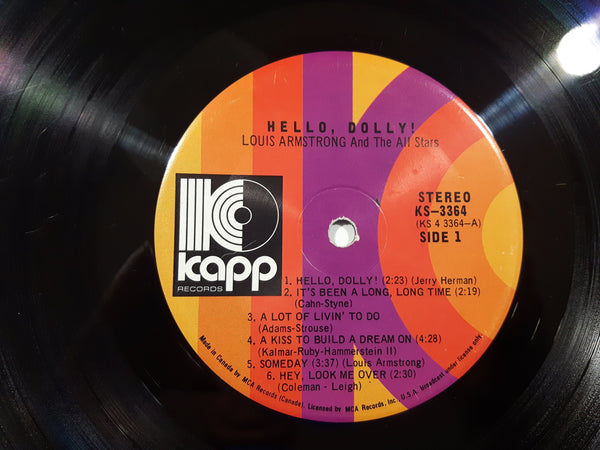 HELLO, DOLLY!
LOUIS ARMSTRONG And The All Stars
K
kapp
RECORDS
STEREO
KS-3364
(KS 4 3364-A)
SIDE 1
1. HELLO, DOLLY! (2:23) (Jerry Herman)
2. IT'S BEEN A LONG, LONG TIME (2:19)
(Cahn-Styne)
3. A LOT OF LIVIN' TO DO
(Adams-Strouse)
4. A KISS TO BUILD A DREAM ON (4:28)
(Kalmar-Ruby-Hammerstein II)
5. SOMEDAY (3:37) (Louis Armstrong)
6. HEY, LOOK ME OVER (2:30)
(Coleman - Leigh)
Made in Canada by MCA Records (Canada). Licensed by MCA Records, Inc., U.S.A. Broadcast under license only.